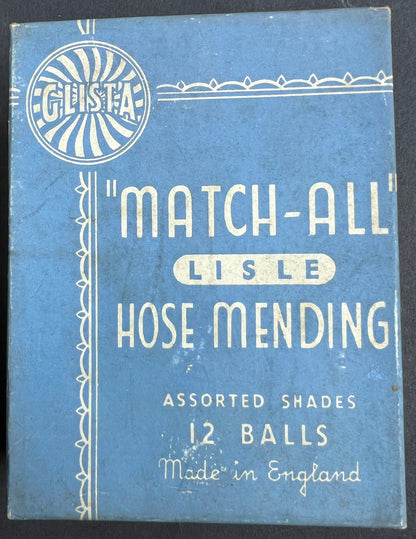 GLISTA
"MATCH-ALL"
LISLE
HOSE MENDING
ASSORTED SHADES
12 BALLS
Made in England